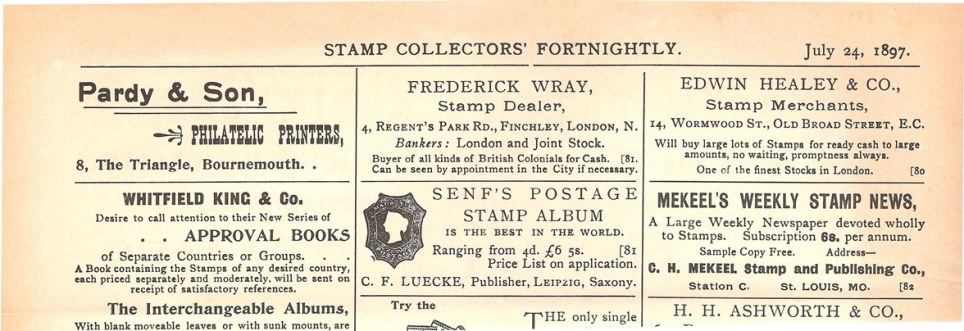 STAMP COLLECTORS' FORTNIGHTLY.
July 24, 1897.
Pardy & Son,
PHILATELIC PRINTERS,
8, The Triangle, Bournemouth. .
WHITFIELD KING & Co.
Desire to call attention to their New Series of
. . APPROVAL BOOKS
of Separate Countries or Groups. . .
A Book containing the Stamps of any desired country,
each priced separately and moderately, will be sent on
receipt of satisfactory references.
The Interchangeable Albums,
With blank moveable leaves or with sunk mounts, are
FREDERICK WRAY,
Stamp Dealer,
4, REGENT'S PARK RD., FINCHLEY, LONDON, N.
Bankers: London and Joint Stock.
Buyer of all kinds of British Colonials for Cash. [81.
Can be seen by appointment in the City if necessary.
SENF'S POSTAGE
STAMP ALBUM
IS THE BEST IN THE WORLD.
Ranging from 4d. £6 5s. [81
Price List on application.
C. F. LUECKE, Publisher, LEIPZIG, Saxony.
Try the
THE only single
EDWIN HEALEY & CO.,
Stamp Merchants,
14, WORMWOOD ST., OLD BROAD STREET, E.C.
Will buy large lots of Stamps for ready cash to large
amounts, no waiting, promptness always.
One of the finest Stocks in London. [80
MEKEEL'S WEEKLY STAMP NEWS,
A Large Weekly Newspaper devoted wholly
to Stamps. Subscription 6s. per annum.
Sample Copy Free. Address—
C. H. MEKEEL Stamp and Publishing Co.,
Station C. ST. LOUIS, MO. [82
H. H. ASHWORTH & CO.,